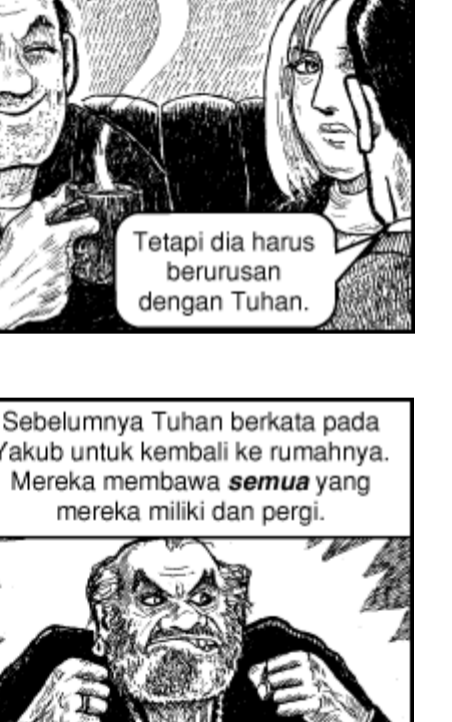 Tetapi dia harus
berurusan
dengan Tuhan.
Sebelumnya Tuhan berkata pada
Yakub untuk kembali ke rumahnya.
Mereka membawa semua yang
mereka miliki dan pergi.